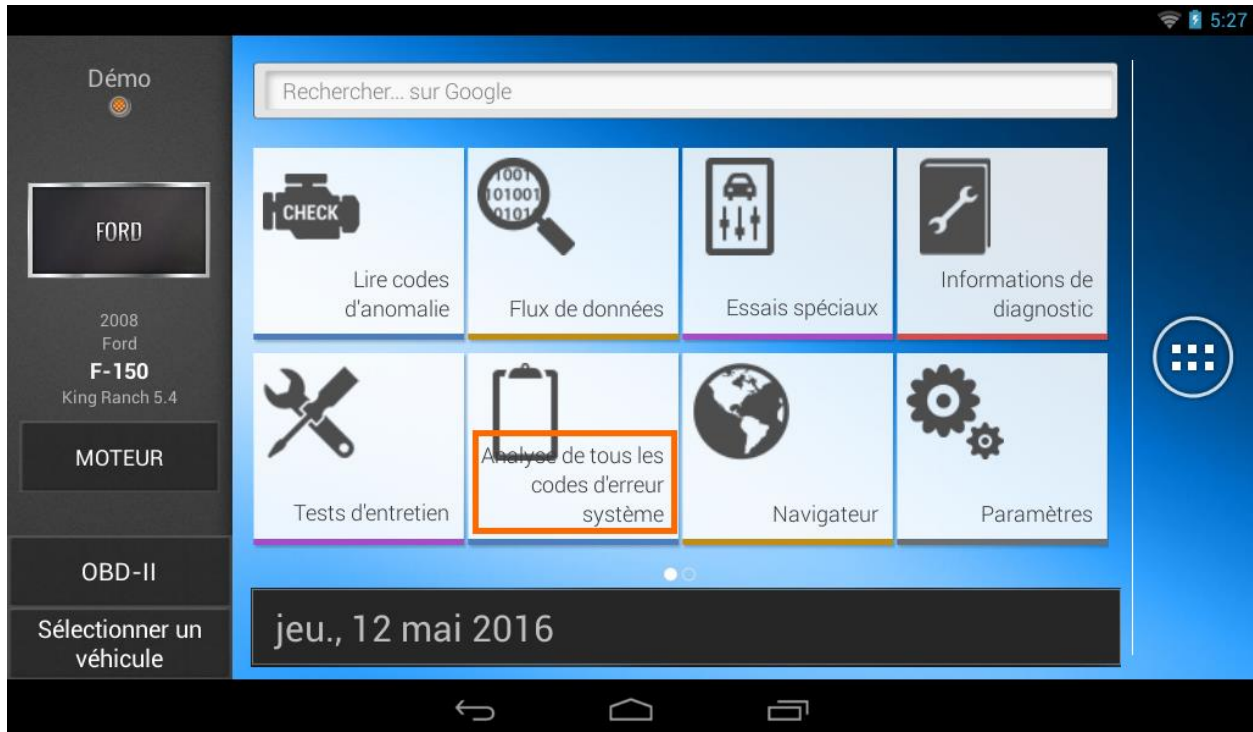 5:27
Démo
FORD
2008
Ford
F-150
King Ranch 5.4
MOTEUR
OBD-II
Sélectionner un
véhicule
Rechercher... sur Google
CHECK
Lire codes
d'anomalie
1001
101001
0101
Flux de données
Essais spéciaux
Informations de
diagnostic
Tests d'entretien
Analyse de tous les
codes d'erreur
système
Navigateur
Paramètres
jeu., 12 mai 2016